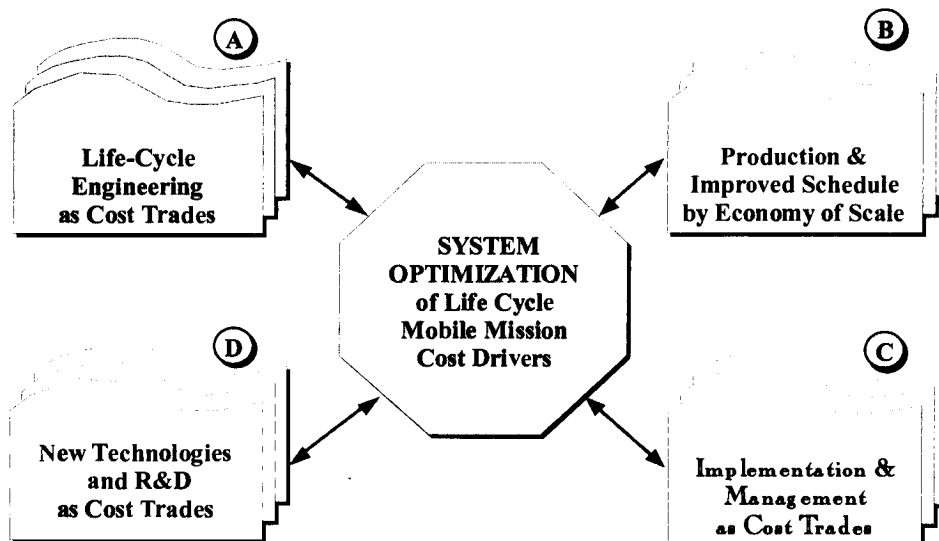 A
Life-Cycle
Engineering
as Cost Trades
B
Production &
Improved Schedule
by Economy of Scale
SYSTEM
OPTIMIZATION
of Life Cycle
Mobile Mission
Cost Drivers
D
New Technologies
and R&D
as Cost Trades
C
Implementation &
Management
as Cost Trades